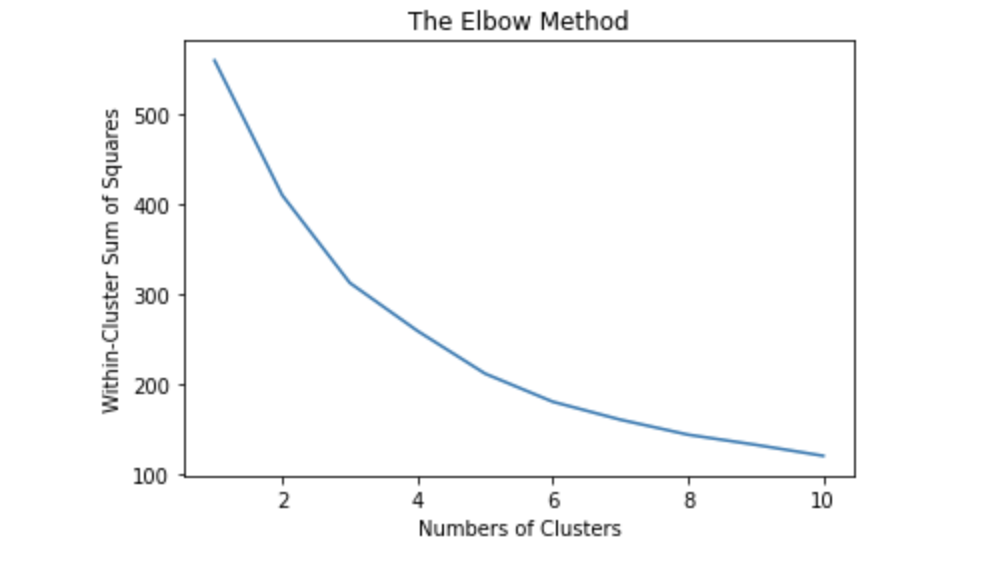 The Elbow Method
Within-Cluster Sum of Squares
500
400
300
200
100
2 4 6 8 10
Numbers of Clusters